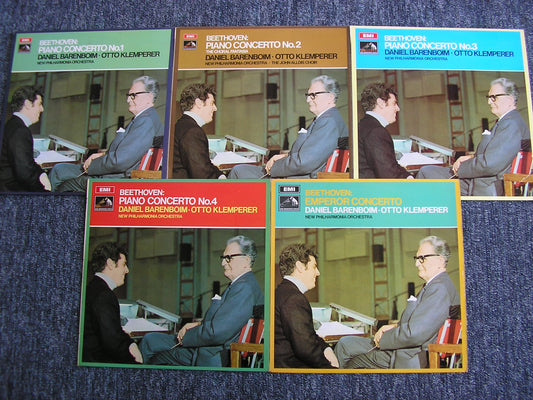 EMI
BEETHOVEN:
PIANO CONCERTO No.1
DANIEL BARENBOIM · OTTO KLEMPERER
NEW PHILHARMONIA ORCHESTRA
EMI
BEETHOVEN:
PIANO CONCERTO No.2
THE CHORAL FANTASIA
DANIEL BARENBOIM · OTTO KLEMPERER
NEW PHILHARMONIA ORCHESTRA · THE JOHN ALLDIS CHOIR
EMI
BEETHOVEN:
PIANO CONCERTO No.3
DANIEL BARENBOIM · OTTO KLEMPERER
NEW PHILHARMONIA ORCHESTRA
EMI
BEETHOVEN:
PIANO CONCERTO No.4
DANIEL BARENBOIM · OTTO KLEMPERER
NEW PHILHARMONIA ORCHESTRA
EMI
BEETHOVEN:
EMPEROR CONCERTO
DANIEL BARENBOIM · OTTO KLEMPERER
NEW PHILHARMONIA ORCHESTRA